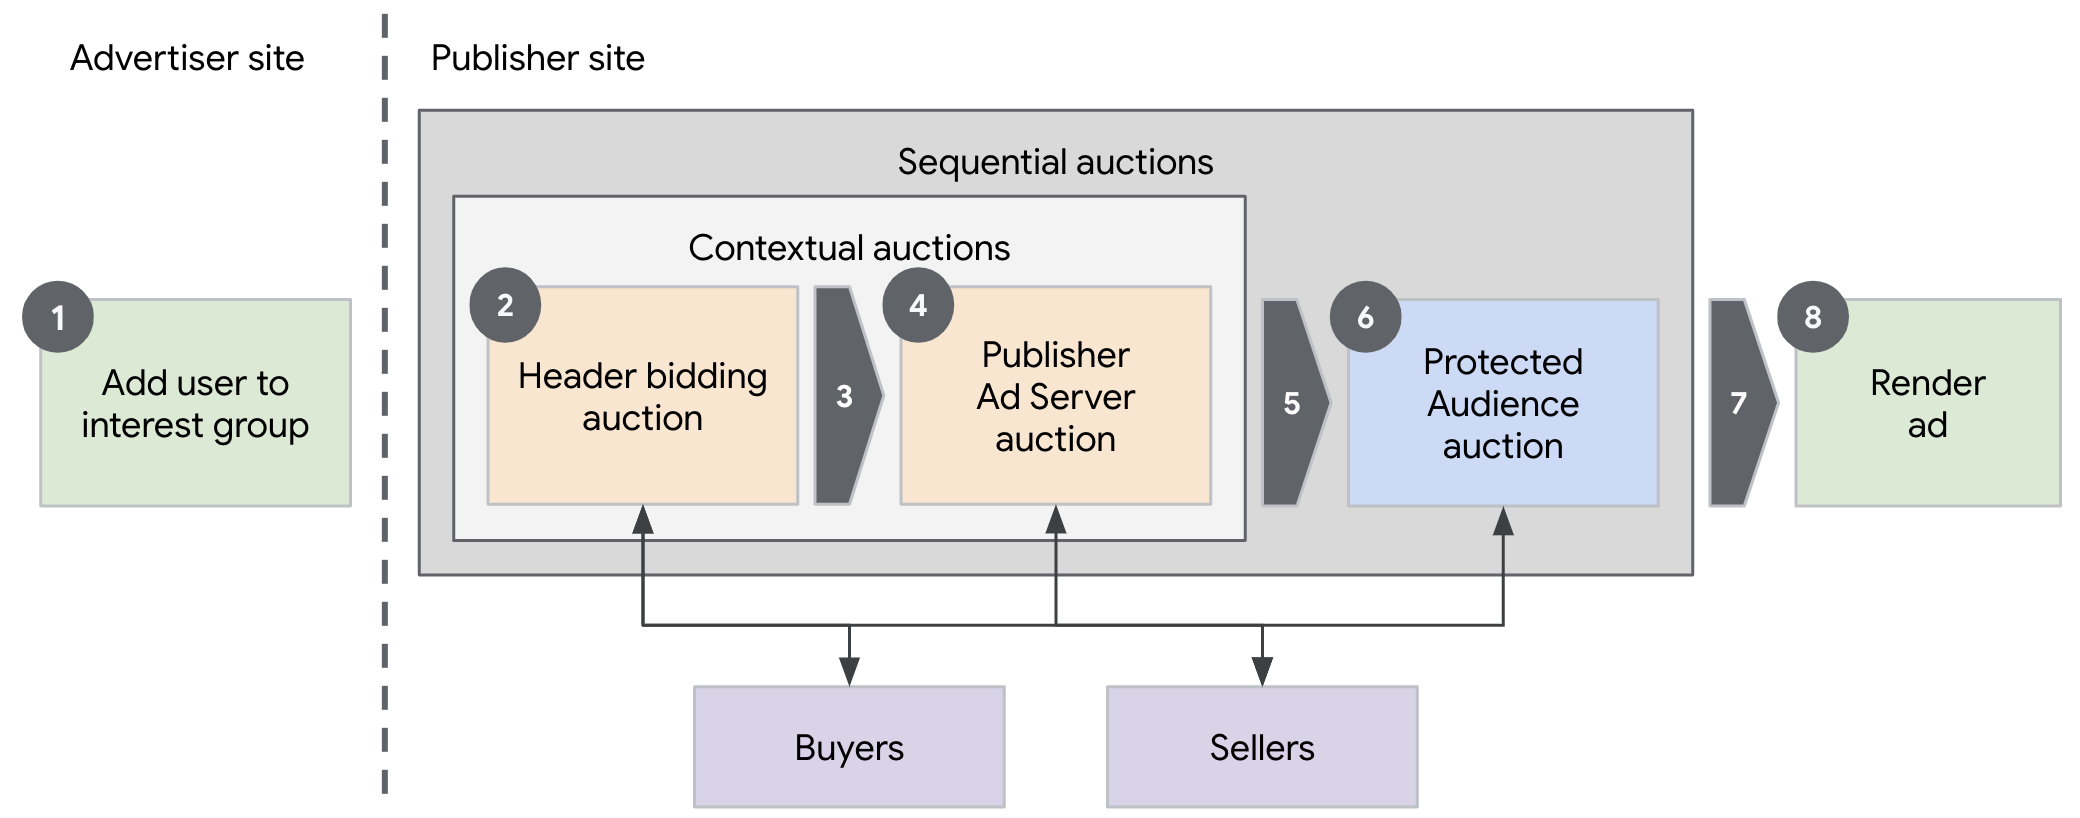 Advertiser site
Publisher site
Sequential auctions
Contextual auctions
1
Add user to
interest group
2
Header bidding
auction
3
4
Publisher
Ad Server
auction
5
6
Protected
Audience
auction
7
8
Render
ad
Buyers
Sellers